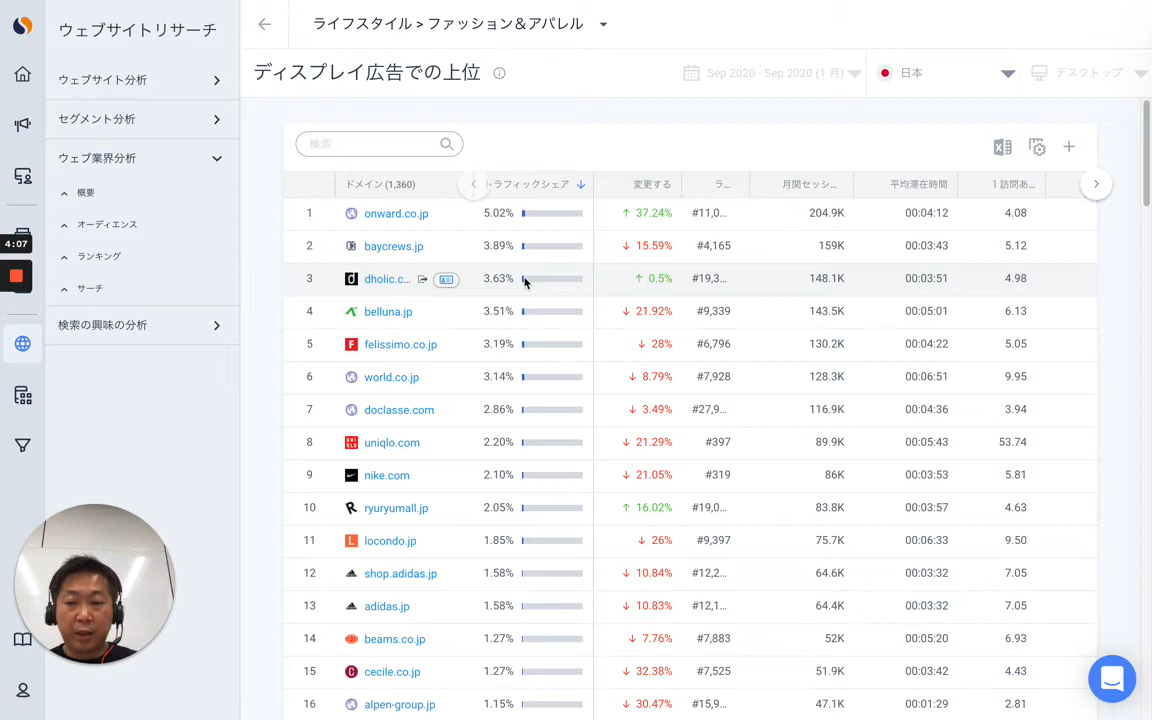 ウェブサイトリサーチ
ウェブサイト分析
セグメント分析
ウェブ業界分析
概要
オーディエンス
ランキング
サーチ
検索の興味の分析
4:07
ライフスタイル > ファッション＆アパレル
ディスプレイ広告での上位
Sep 2020 - Sep 2020 (1 月)
日本
デスクトップ
検索
ドメイン (1,360) トラフィックシェア 変更する ラ... 月間セッシ... 平均滞在時間 1 訪問あ...
1 onward.co.jp 5.02% ↑ 37.24% #11,0... 204.9K 00:04:12 4.08
2 baycrews.jp 3.89% ↓ 15.59% #4,165 159K 00:03:43 5.12
3 dholic.c... 3.63% ↑ 0.5% #19,3... 148.1K 00:03:51 4.98
4 belluna.jp 3.51% ↓ 21.92% #9,339 143.5K 00:05:01 6.13
5 felissimo.co.jp 3.19% ↓ 28% #6,796 130.2K 00:04:22 5.05
6 world.co.jp 3.14% ↓ 8.79% #7,928 128.3K 00:06:51 9.95
7 doclasse.com 2.86% ↓ 3.49% #27,9... 116.9K 00:04:36 3.94
8 uniqlo.com 2.20% ↓ 21.29% #397 89.9K 00:05:43 53.74
9 nike.com 2.10% ↓ 21.05% #319 86K 00:03:53 5.81
10 ryuryumall.jp 2.05% ↑ 16.02% #19,0... 83.8K 00:03:57 4.63
11 locondo.jp 1.85% ↓ 26% #9,397 75.7K 00:06:33 9.50
12 shop.adidas.jp 1.58% ↓ 10.84% #12,2... 64.6K 00:03:32 7.05
13 adidas.jp 1.58% ↓ 10.83% #12,1... 64.4K 00:03:32 7.05
14 beams.co.jp 1.27% ↓ 7.76% #7,883 52K 00:05:20 6.93
15 cecile.co.jp 1.27% ↓ 32.38% #7,525 51.9K 00:03:42 4.43
16 alpen-group.jp 1.15% ↓ 30.47% #15,9... 47.1K 00:01:29 2.81